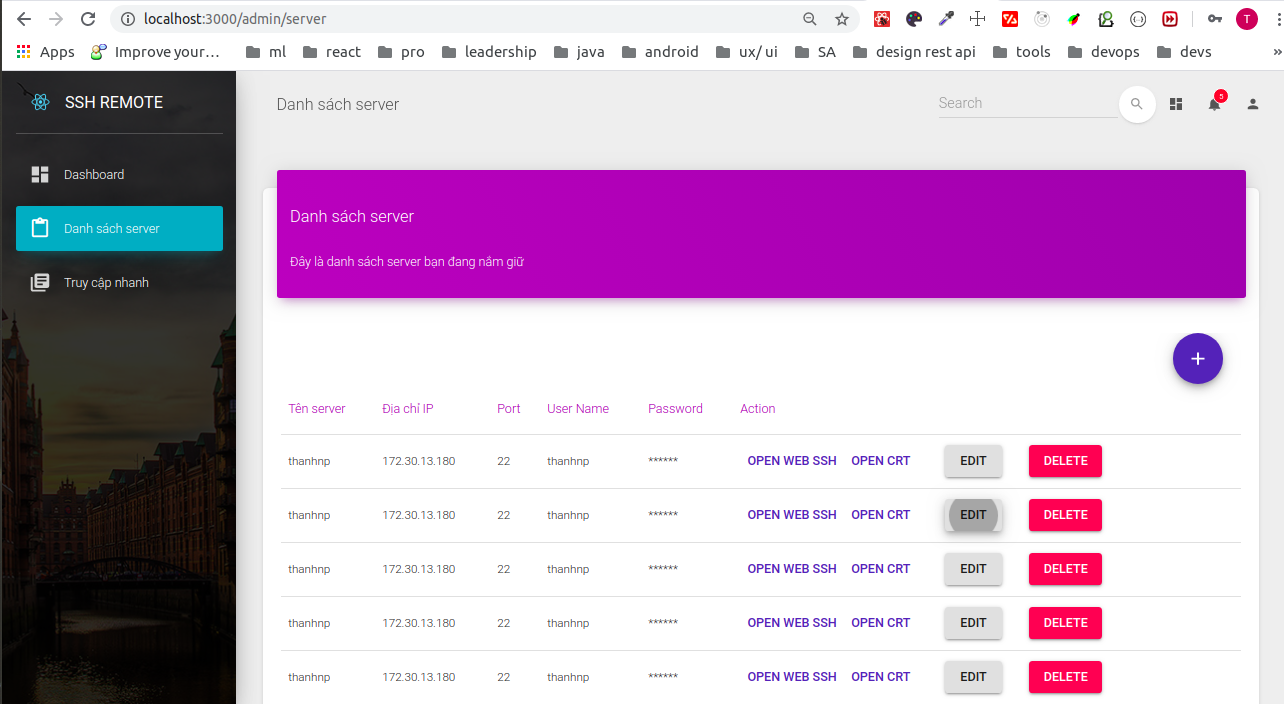 localhost:3000/admin/server
T
Apps Improve your… ml react pro leadership java android ux/ ui SA design rest api tools devops devs »
SSH REMOTE
Danh sách server
Search
5
Dashboard
Danh sách server
Truy cập nhanh
Danh sách server
Đây là danh sách server bạn đang nắm giữ
+
Tên server Địa chỉ IP Port User Name Password Action
thanhnp 172.30.13.180 22 thanhnp ****** OPEN WEB SSH OPEN CRT EDIT DELETE
thanhnp 172.30.13.180 22 thanhnp ****** OPEN WEB SSH OPEN CRT EDIT DELETE
thanhnp 172.30.13.180 22 thanhnp ****** OPEN WEB SSH OPEN CRT EDIT DELETE
thanhnp 172.30.13.180 22 thanhnp ****** OPEN WEB SSH OPEN CRT EDIT DELETE
thanhnp 172.30.13.180 22 thanhnp ****** OPEN WEB SSH OPEN CRT EDIT DELETE